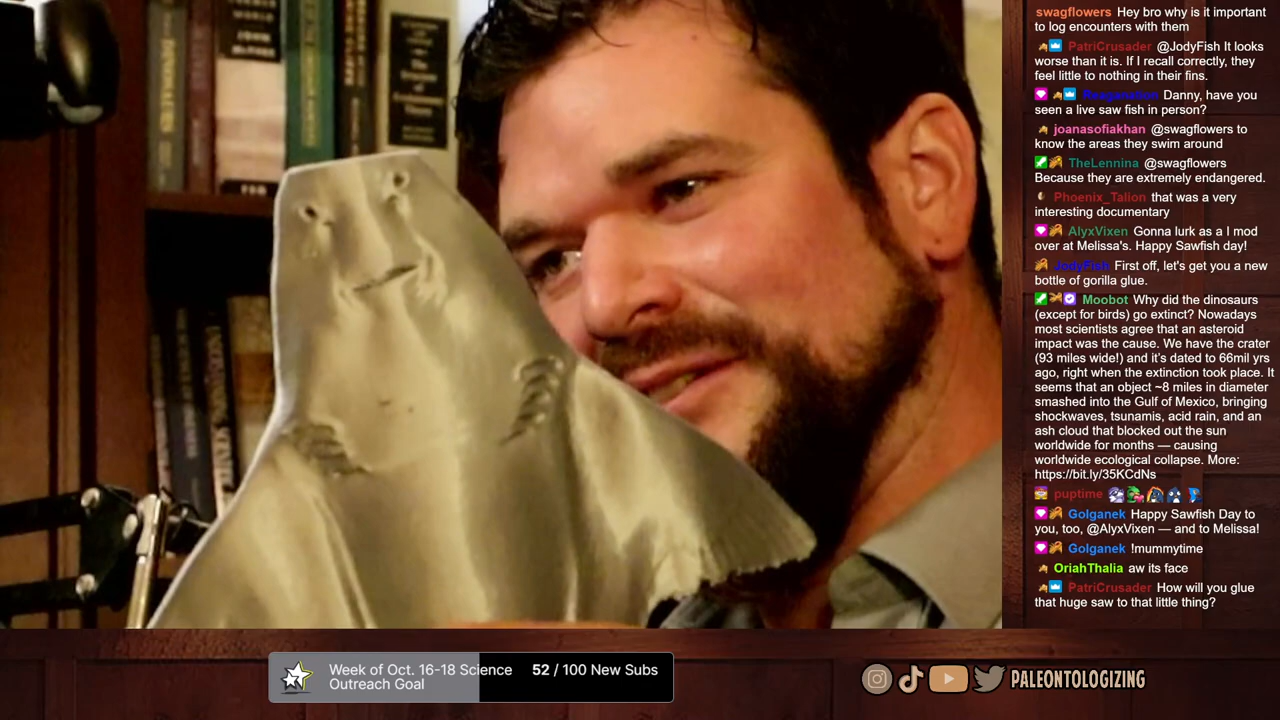 swagflowers Hey bro why is it important
to log encounters with them
PatriCrusader @JodyFish It looks
worse than it is. If I recall correctly, they
feel little to nothing in their fins.
Danny, have you
seen a live saw fish in person?
joanasofiakhan @swagflowers to
know the areas they swim around
TheLennina @swagflowers
Because they are extremely endangered.
Phoenix_Talion that was a very
interesting documentary
AlyxVixen Gonna lurk as a I mod
over at Melissa's. Happy Sawfish day!
JodyFish First off, let's get you a new
bottle of gorilla glue.
Moobot Why did the dinosaurs
(except for birds) go extinct? Nowadays
most scientists agree that an asteroid
impact was the cause. We have the crater
(93 miles wide!) and it's dated to 66mil yrs
ago, right when the extinction took place. It
seems that an object ~8 miles in diameter
smashed into the Gulf of Mexico, bringing
shockwaves, tsunamis, acid rain, and an
ash cloud that blocked out the sun
worldwide for months — causing
worldwide ecological collapse. More:
https://bit.ly/35KCdNs
puptime
Golganek Happy Sawfish Day to
you, too, @AlyxVixen — and to Melissa!
Golganek !mummytime
OriahThalia aw its face
PatriCrusader How will you glue
that huge saw to that little thing?
Week of Oct. 16-18 Science
Outreach Goal
52 / 100 New Subs
PALEONTOLOGIZING